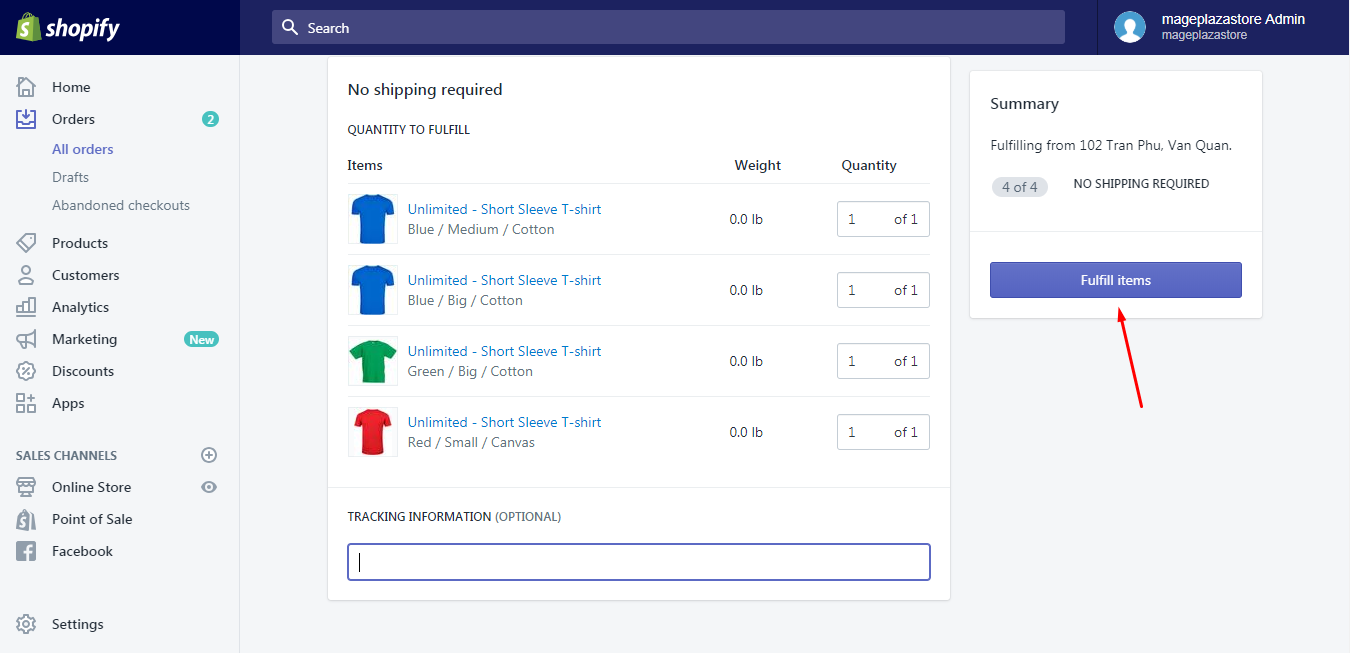 shopify
Search
mageplazastore Admin
mageplazastore
Home
Orders
2
All orders
Drafts
Abandoned checkouts
Products
Customers
Analytics
Marketing
New
Discounts
Apps
SALES CHANNELS
Online Store
Point of Sale
Facebook
Settings
No shipping required
QUANTITY TO FULFILL
Items Weight Quantity
Unlimited - Short Sleeve T-shirt
Blue / Medium / Cotton
0.0 lb
1 of 1
Unlimited - Short Sleeve T-shirt
Blue / Big / Cotton
0.0 lb
1 of 1
Unlimited - Short Sleeve T-shirt
Green / Big / Cotton
0.0 lb
1 of 1
Unlimited - Short Sleeve T-shirt
Red / Small / Canvas
0.0 lb
1 of 1
TRACKING INFORMATION (OPTIONAL)
Summary
Fulfilling from 102 Tran Phu, Van Quan.
4 of 4 NO SHIPPING REQUIRED
Fulfill items